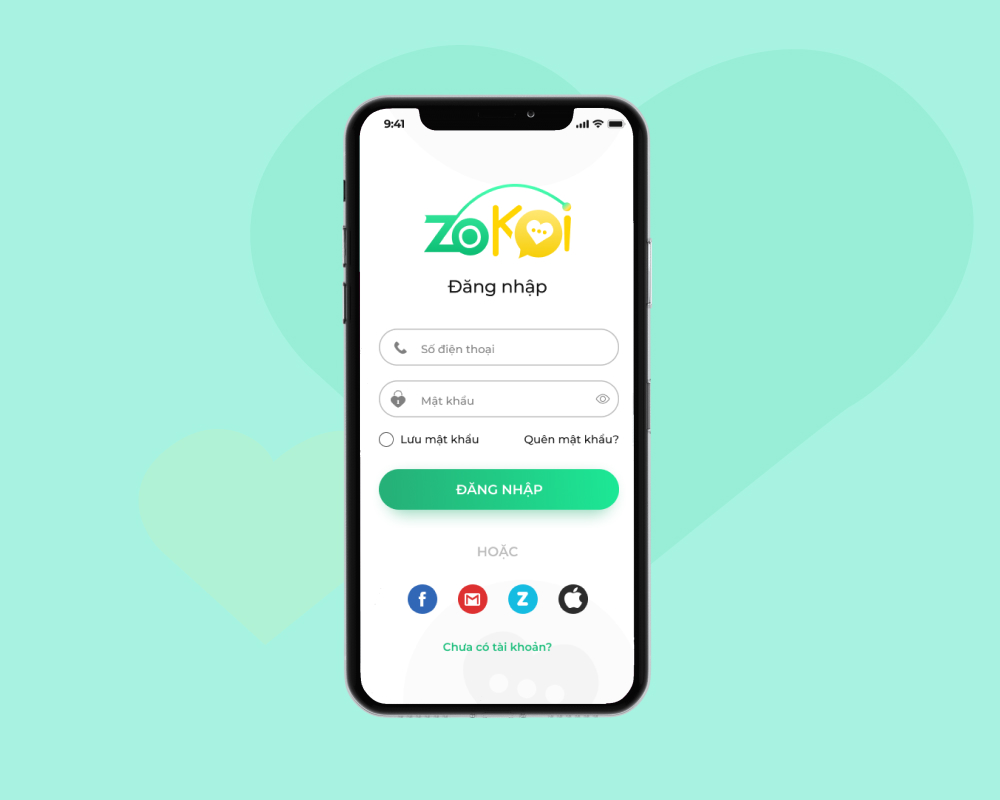 9:41
zoKoi
Đăng nhập
Số điện thoại
Mật khẩu
Lưu mật khẩu Quên mật khẩu?
ĐĂNG NHẬP
HOẶC
f M Z
Chưa có tài khoản?